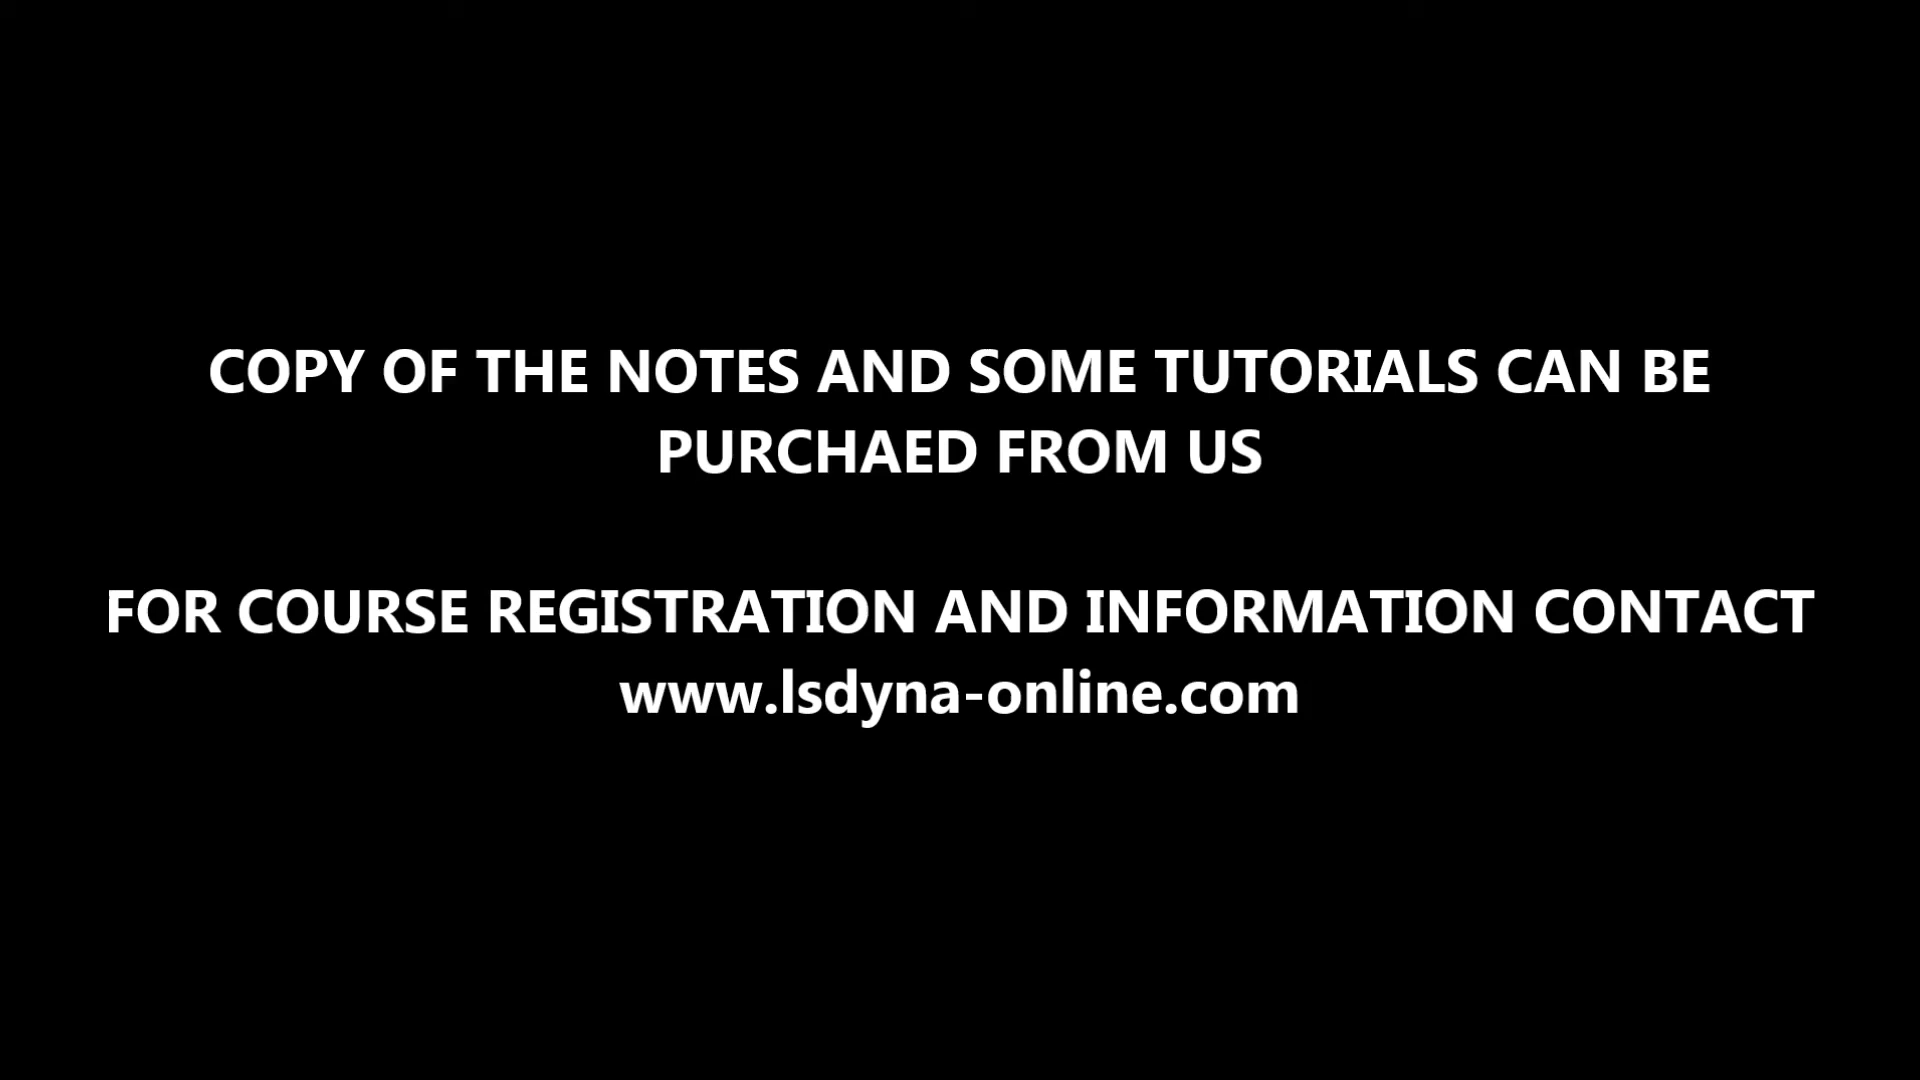 COPY OF THE NOTES AND SOME TUTORIALS CAN BE
PURCHAED FROM US
FOR COURSE REGISTRATION AND INFORMATION CONTACT
www.lsdyna-online.com